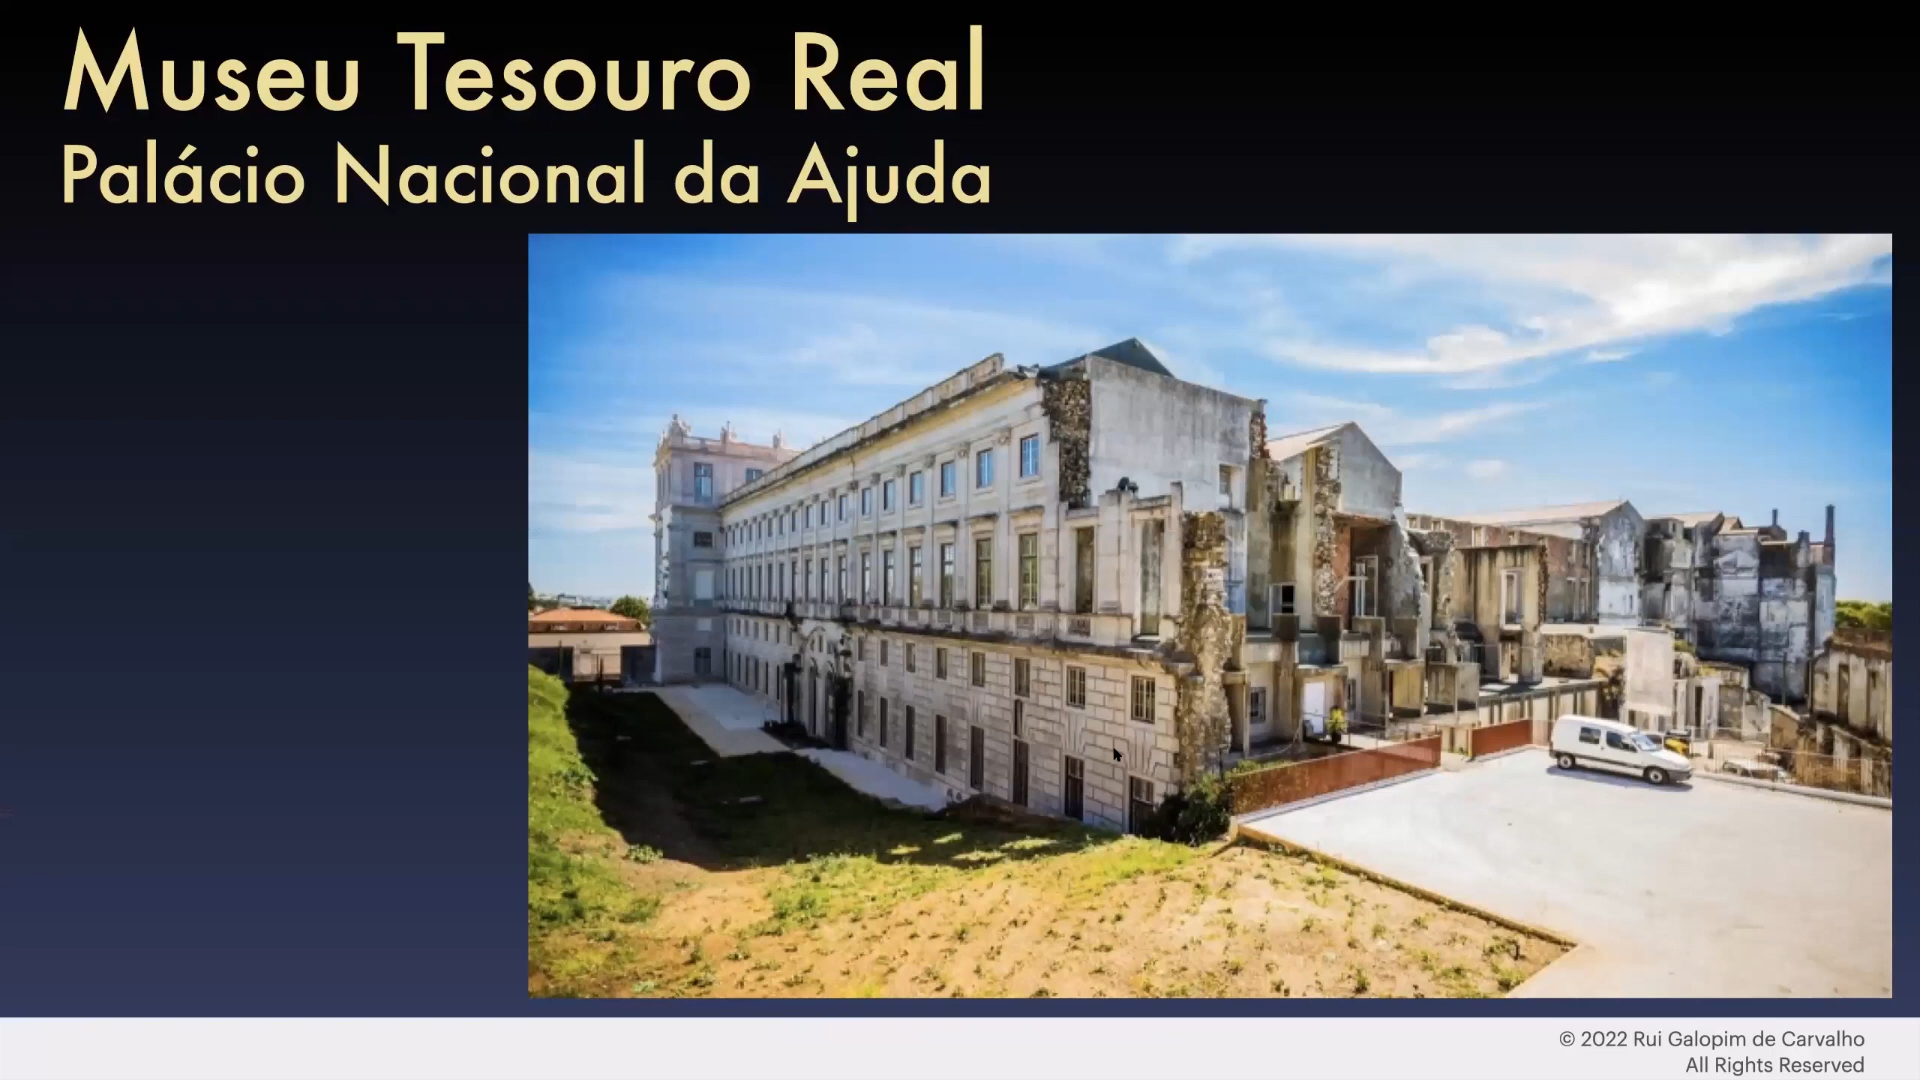 Museu Tesouro Real
Palácio Nacional da Ajuda
© 2022 Rui Galopim de Carvalho
All Rights Reserved